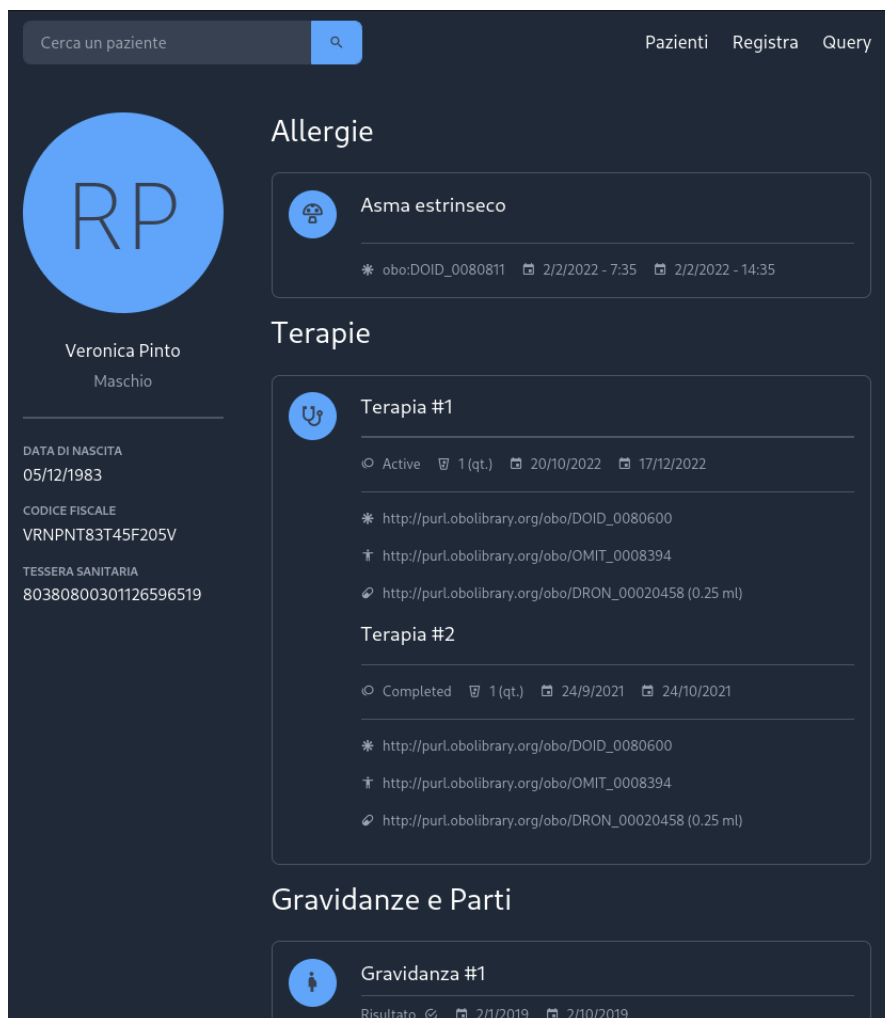 Cerca un paziente
Pazienti Registra Query
RP
Veronica Pinto
Maschio
DATA DI NASCITA
05/12/1983
CODICE FISCALE
VRNPNT83T45F205V
TESSERA SANITARIA
80380800301126596519
Allergie
Asma estrinseco
obo:DOID_0080811 2/2/2022 - 7:35 2/2/2022 - 14:35
Terapie
Terapia #1
Active 1 (qt.) 20/10/2022 17/12/2022
http://purl.obolibrary.org/obo/DOID_0080600
http://purl.obolibrary.org/obo/OMIT_0008394
http://purl.obolibrary.org/obo/DRON_00020458 (0.25 ml)
Terapia #2
Completed 1 (qt.) 24/9/2021 24/10/2021
http://purl.obolibrary.org/obo/DOID_0080600
http://purl.obolibrary.org/obo/OMIT_0008394
http://purl.obolibrary.org/obo/DRON_00020458 (0.25 ml)
Gravidanze e Parti
Gravidanza #1
Risultato 2/1/2019 2/10/2019